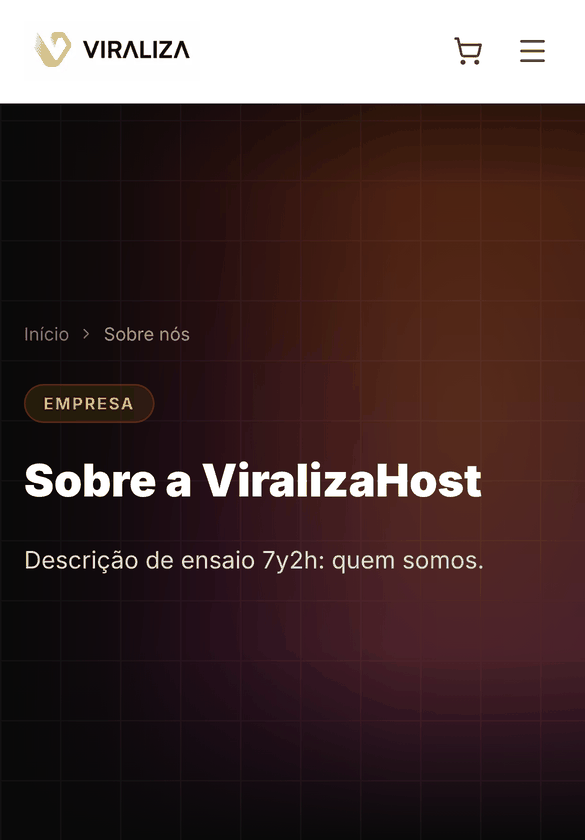 VIRALIZA
Início > Sobre nós
EMPRESA
Sobre a ViralizaHost
Descrição de ensaio 7y2h: quem somos.